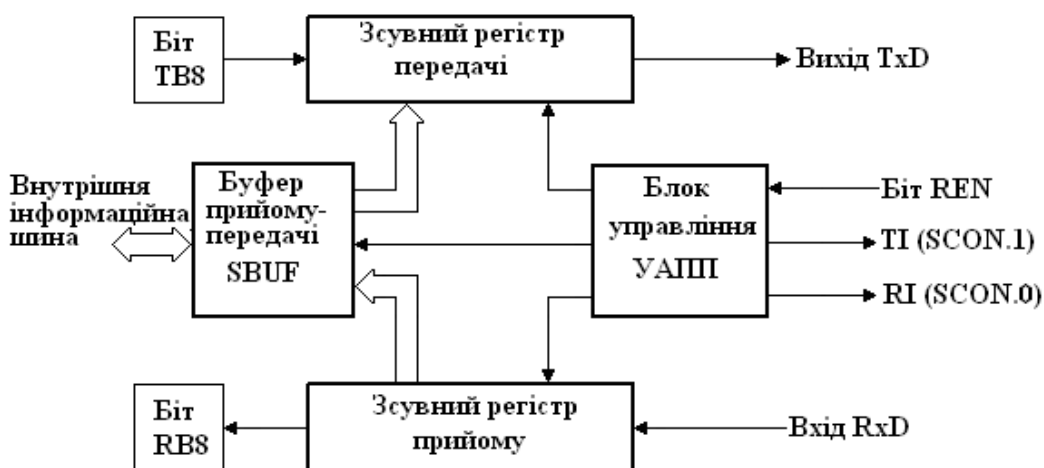 Біт
TB8
Зсувний регістр
передачі
Вихід TxD
Внутрішня
інформаційна
шина
Буфер
прийому-
передачі
SBUF
Блок
управління
УАПП
Біт REN
TI (SCON.1)
RI (SCON.0)
Біт
RB8
Зсувний регістр
прийому
Вхід RxD